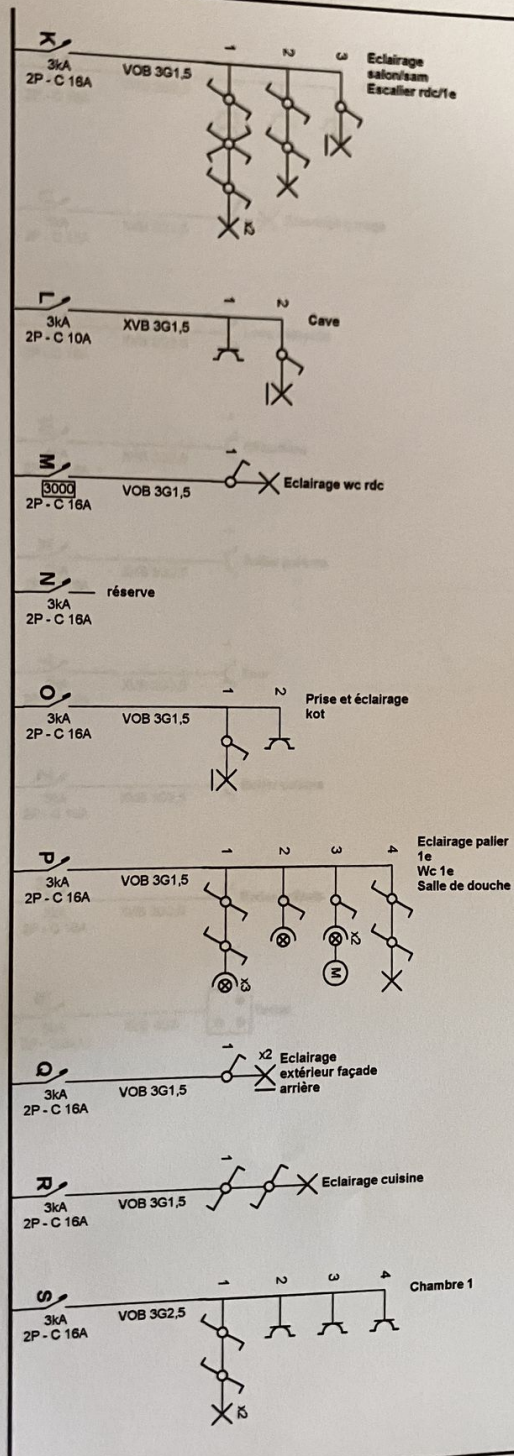 K
3kA
2P - C 16A
VOB 3G1,5
1
2
3
x2
Eclairage
salon/sam
Escalier rdc/1e
L
3kA
2P - C 10A
XVB 3G1,5
1
2
Cave
M
3000
2P - C 16A
VOB 3G1,5
1
Eclairage wc rdc
N
3kA
2P - C 16A
réserve
O
3kA
2P - C 16A
VOB 3G1,5
1
2
Prise et éclairage
kot
P
3kA
2P - C 16A
VOB 3G1,5
1
2
3
4
x3
x2
M
Eclairage palier
1e
Wc 1e
Salle de douche
Q
3kA
2P - C 16A
VOB 3G1,5
1
x2
Eclairage
extérieur façade
arrière
R
3kA
2P - C 16A
VOB 3G1,5
1
Eclairage cuisine
S
3kA
2P - C 16A
VOB 3G2,5
1
2
3
4
x2
Chambre 1